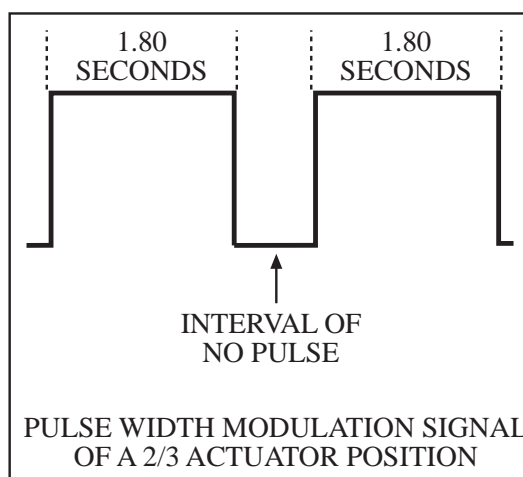 1.80
SECONDS
1.80
SECONDS
INTERVAL OF
NO PULSE
PULSE WIDTH MODULATION SIGNAL
OF A 2/3 ACTUATOR POSITION